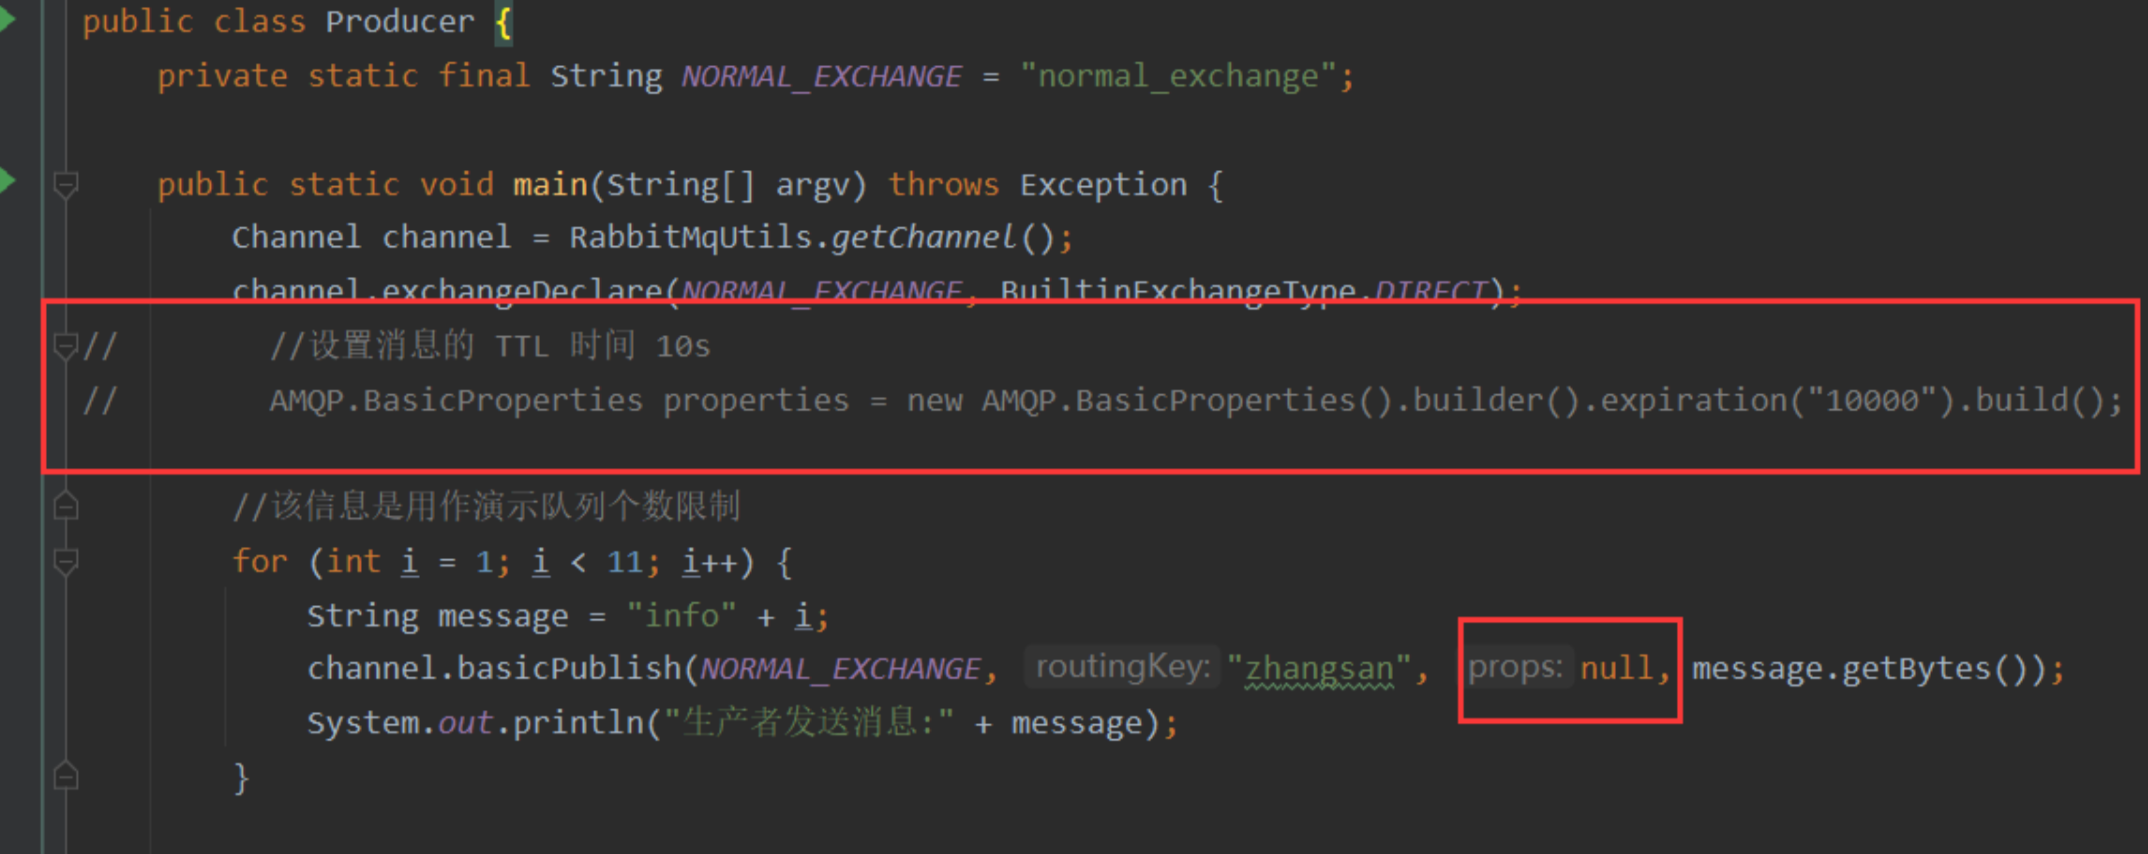 public class Producer {
private static final String NORMAL_EXCHANGE = "normal_exchange";
public static void main(String[] argv) throws Exception {
Channel channel = RabbitMqUtils.getChannel();
channel.exchangeDeclare(NORMAL_EXCHANGE, BuiltinExchangeType.DIRECT);
// //设置消息的 TTL 时间 10s
// AMQP.BasicProperties properties = new AMQP.BasicProperties().builder().expiration("10000").build();
//该信息是用作演示队列个数限制
for (int i = 1; i < 11; i++) {
String message = "info" + i;
channel.basicPublish(NORMAL_EXCHANGE, routingKey: "zhangsan", props: null, message.getBytes());
System.out.println("生产者发送消息:" + message);
}